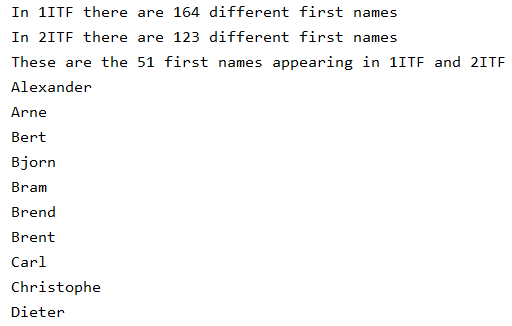 In 1ITF there are 164 different first names
In 2ITF there are 123 different first names
These are the 51 first names appearing in 1ITF and 2ITF
Alexander
Arne
Bert
Bjorn
Bram
Brend
Brent
Carl
Christophe
Dieter